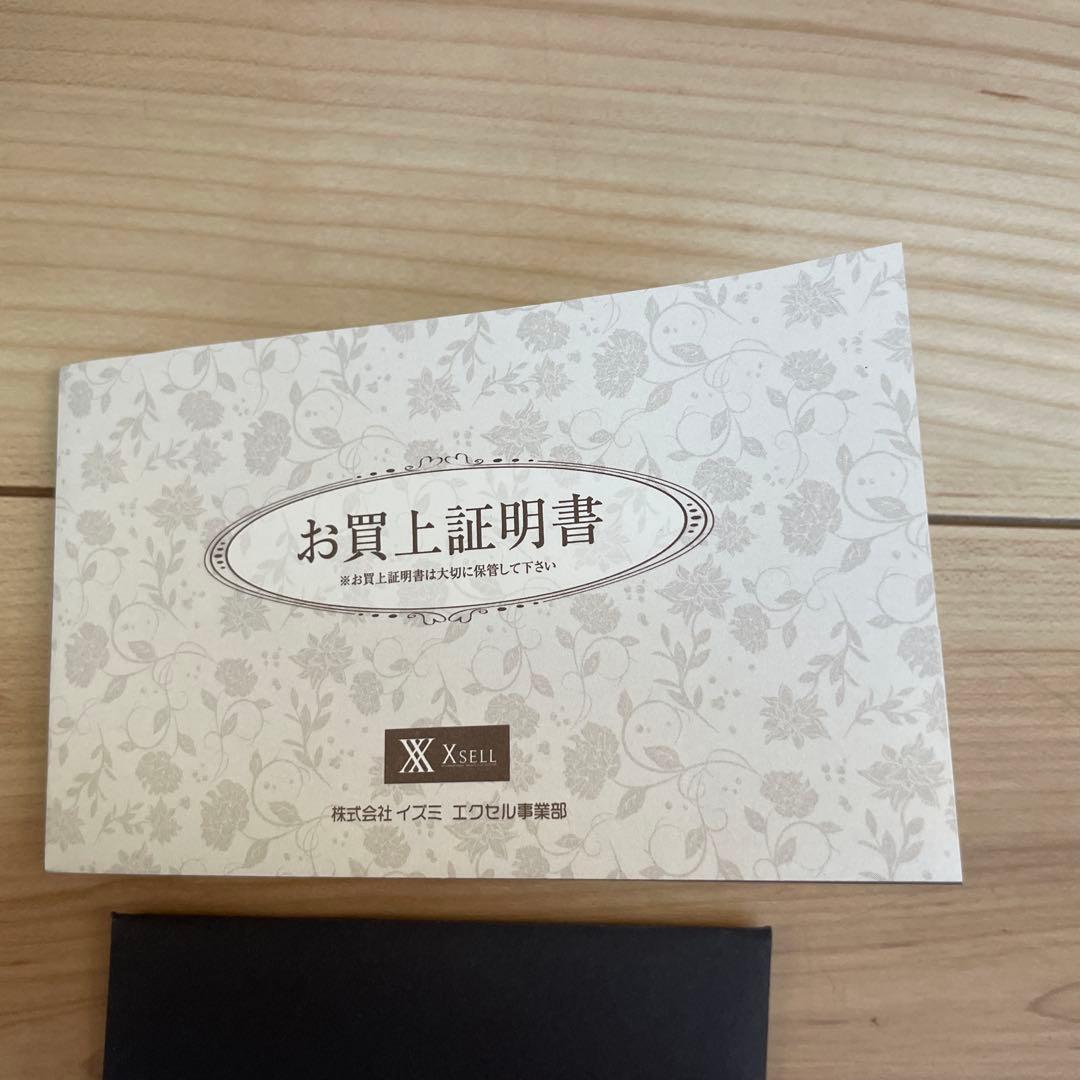 お買上証明書
※お買上証明書は大切に保管して下さい
XSELL
株式会社イズミ エクセル事業部